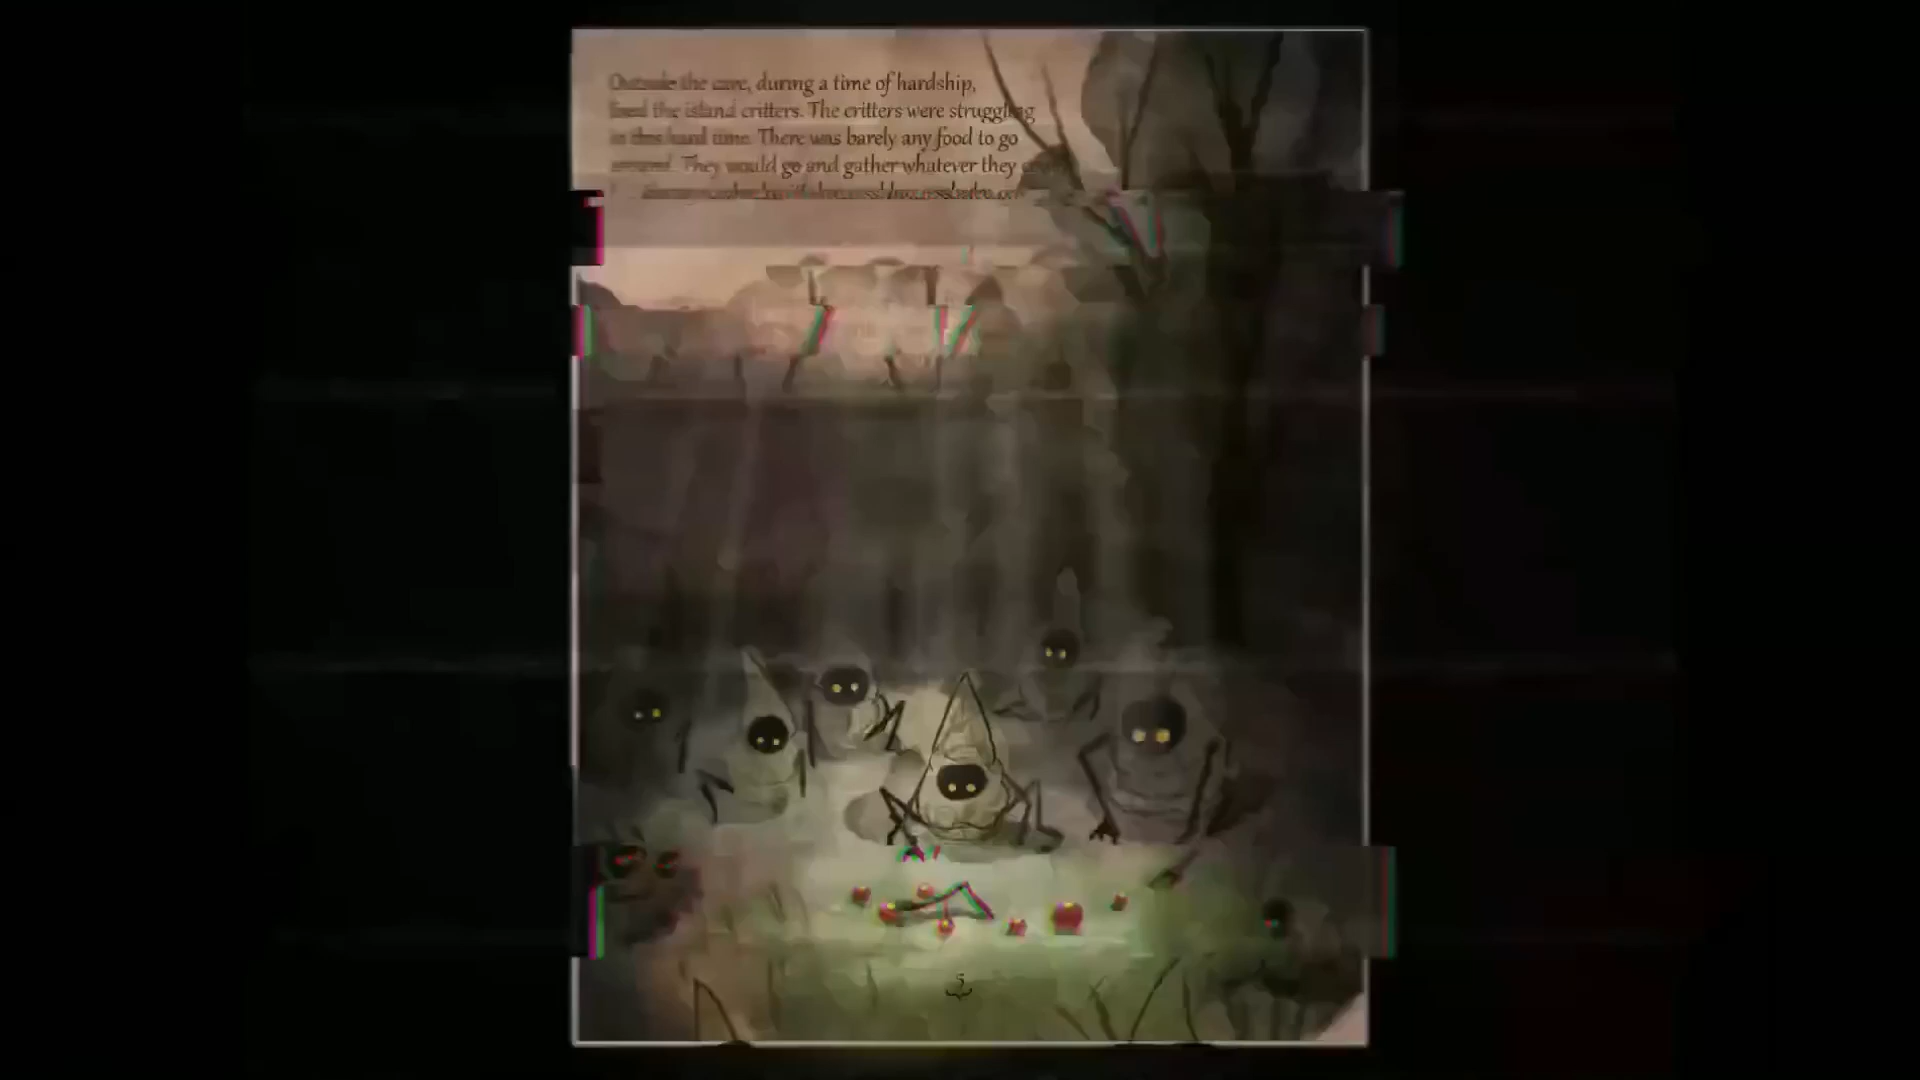 Outside the cave, during a time of hardship,
lived the island critters. The critters were struggling
in this hard time. There was barely any food to go
around. They would go and gather whatever they
5